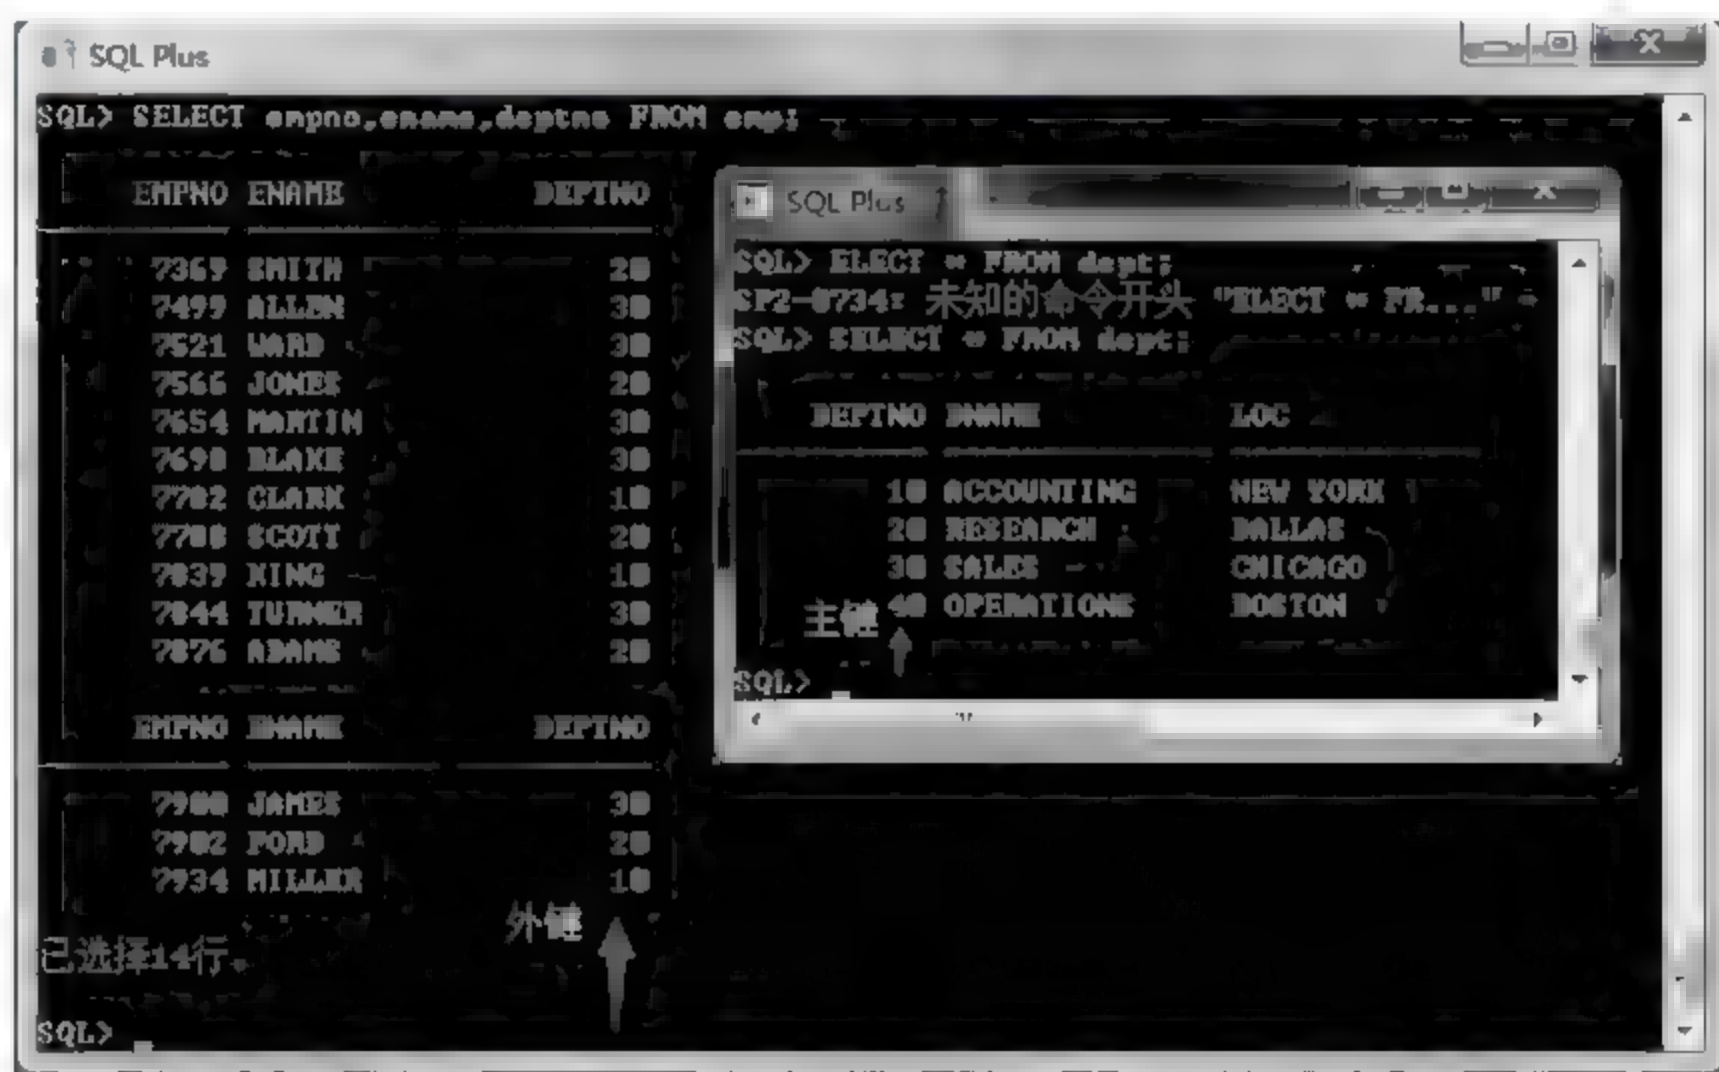 SQL Plus
SQL> SELECT empno,ename,deptno FROM emp;
EMPNO ENAME DEPTNO
7369 SMITH 20
7499 ALLEN 30
7521 WARD 30
7566 JONES 20
7654 MARTIN 30
7698 BLAKE 30
7782 CLARK 10
7788 SCOTT 20
7839 KING 10
7844 TURNER 30
7876 ADAMS 20
EMPNO ENAME DEPTNO
7900 JAMES 30
7902 FORD 20
7934 MILLER 10
外键
已选择14行。
SQL>
SQL Plus
SQL> ELECT * FROM dept;
SP2-0734: 未知的命令开头 "ELECT * FR..." -
SQL> SELECT * FROM dept;
DEPTNO DNAME LOC
10 ACCOUNTING NEW YORK
20 RESEARCH DALLAS
30 SALES CHICAGO
40 OPERATIONS BOSTON
主键
SQL>